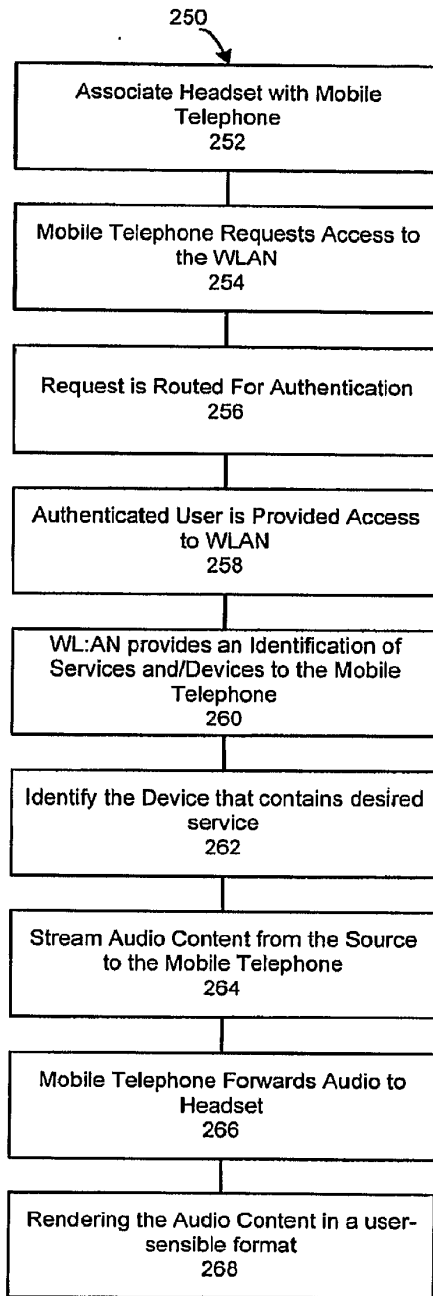 250
Associate Headset with Mobile
Telephone
252
Mobile Telephone Requests Access to
the WLAN
254
Request is Routed For Authentication
256
Authenticated User is Provided Access
to WLAN
258
WL:AN provides an Identification of
Services and/Devices to the Mobile
Telephone
260
Identify the Device that contains desired
service
262
Stream Audio Content from the Source
to the Mobile Telephone
264
Mobile Telephone Forwards Audio to
Headset
266
Rendering the Audio Content in a user-
sensible format
268